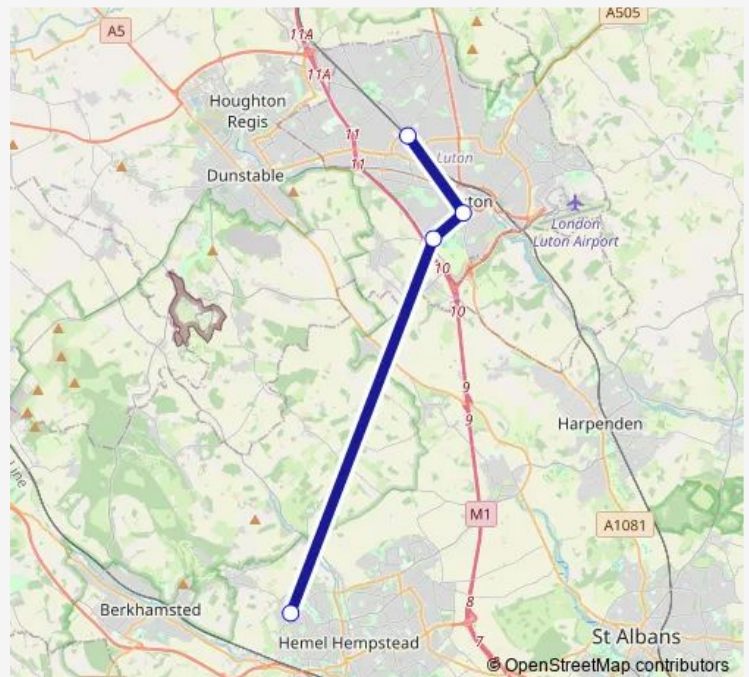 A505
A5
11A
11A
Houghton
Regis
11
11
Luton
Dunstable
London
Luton Airport
10
10
9
9
Harpenden
M1
A1081
Berkhamsted
8
Hemel Hempstead
7
St Albans
© OpenStreetMap contributors